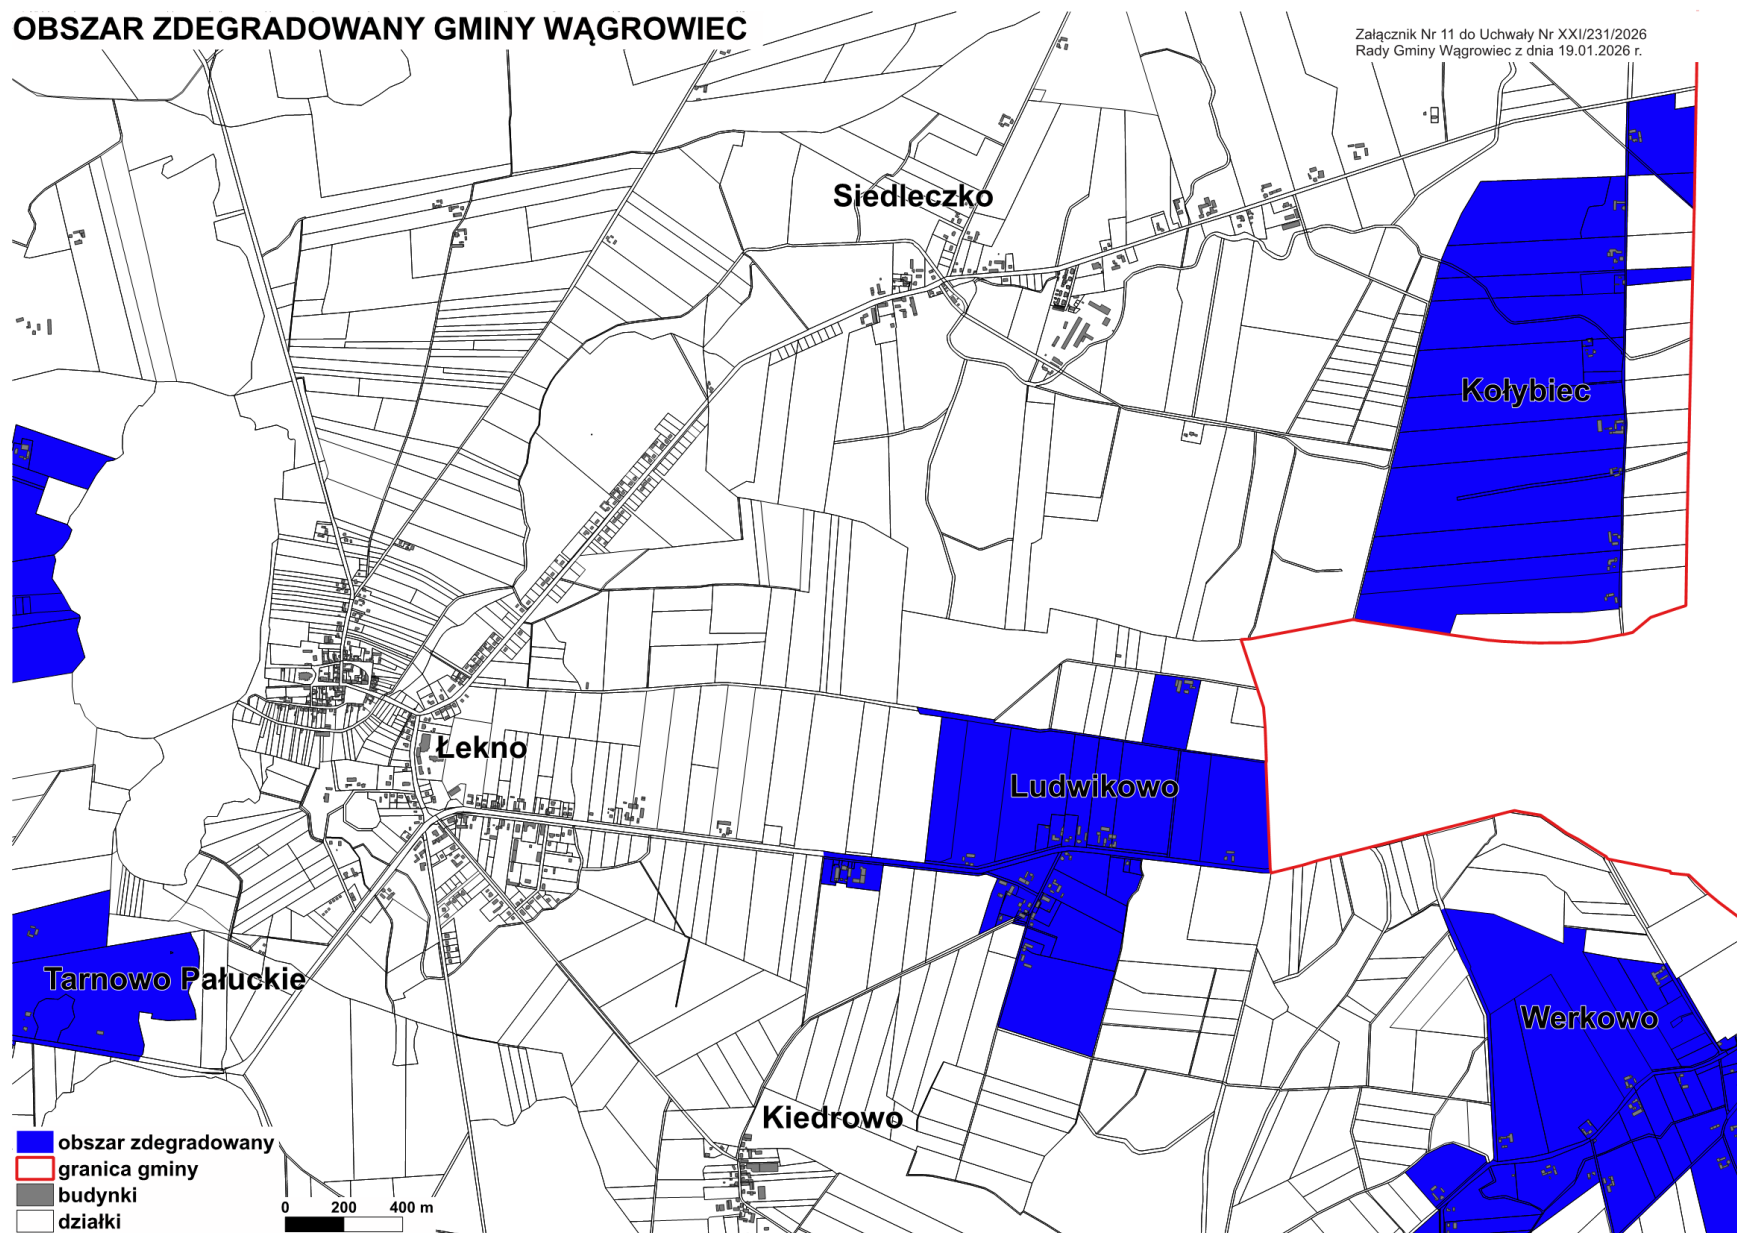 OBSZAR ZDEGRADOWANY GMINY WĄGROWIEC
Załącznik Nr 11 do Uchwały Nr XXI/231/2026
Rady Gminy Wągrowiec z dnia 19.01.2026 r.
Siedleczko
Kołybiec
Łekno
Ludwikowo
Tarnowo Pałuckie
Werkowo
Kiedrowo
obszar zdegradowany
granica gminy
budynki
działki
0 200 400 m